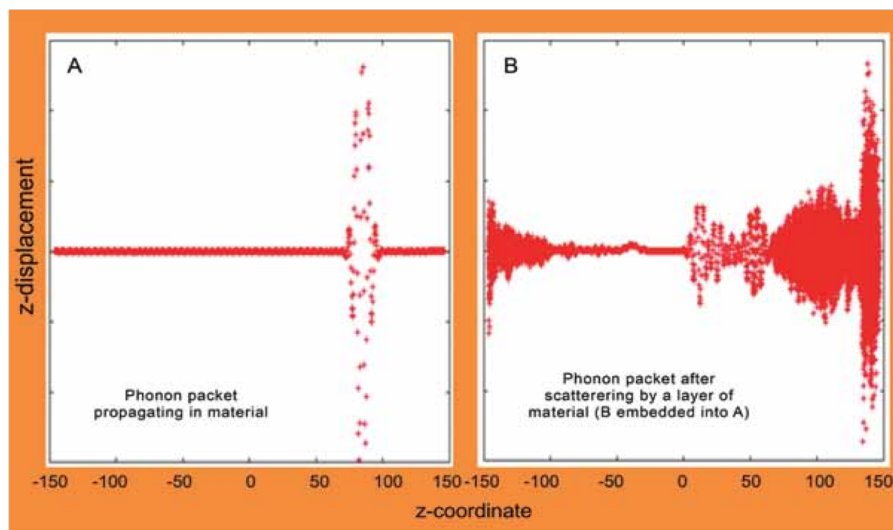 A
B
z-displacement
Phonon packet
propagating in material
Phonon packet after
scatterering by a layer of
material (B embedded into A)
-150 -100 -50 0 50 100 150
-150 -100 -50 0 50 100 150
z-coordinate